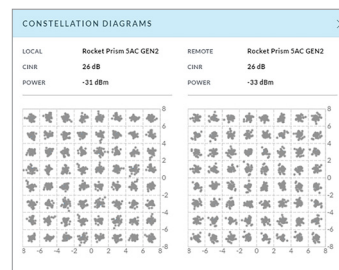 CONSTELLATION DIAGRAMS
LOCAL Rocket Prism 5AC GEN2
CINR 26 dB
POWER -31 dBm
REMOTE Rocket Prism 5AC GEN2
CINR 26 dB
POWER -33 dBm
8
6
4
2
0
-2
-4
-6
-8
-8 -6 -4 -2 0 2 4 6 8
8
6
4
2
0
-2
-4
-6
-8
-8 -6 -4 -2 0 2 4 6 8